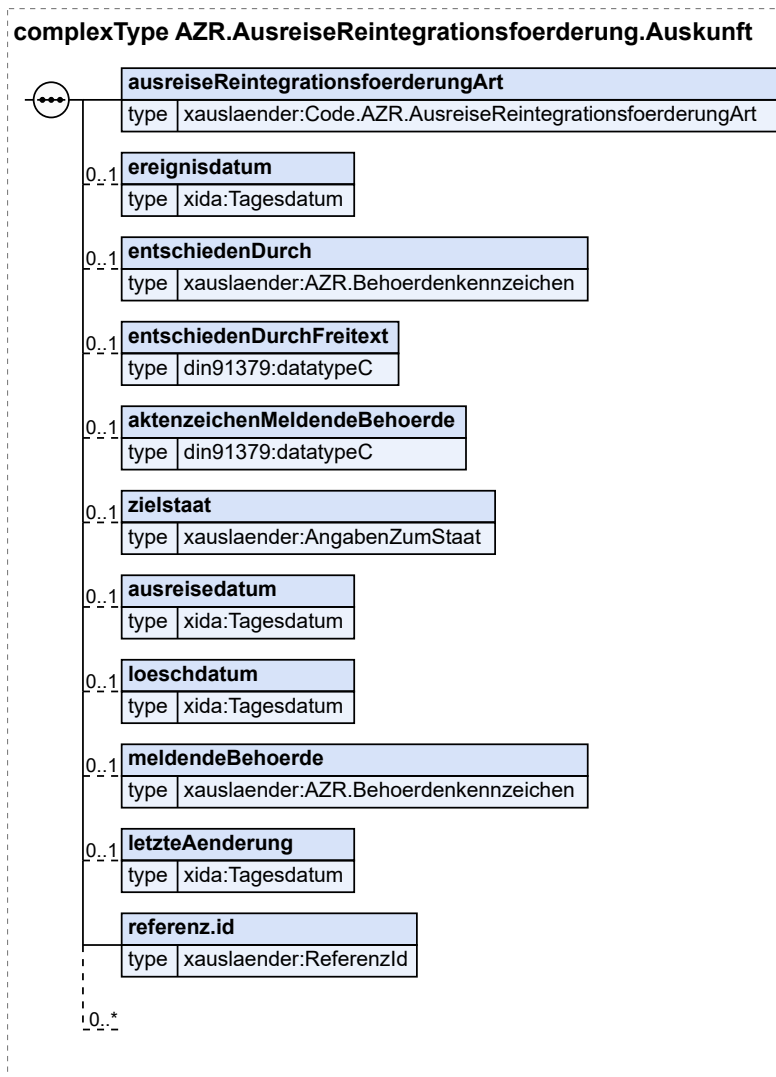 complexType AZR.AusreiseReintegrationsfoerderung.Auskunft
ausreiseReintegrationsfoerderungArt
type xauslaender:Code.AZR.AusreiseReintegrationsfoerderungArt
0..1 ereignisdatum
type xida:Tagesdatum
0..1 entschiedenDurch
type xauslaender:AZR.Behoerdenkennzeichen
0..1 entschiedenDurchFreitext
type din91379:datatypeC
0..1 aktenzeichenMeldendeBehoerde
type din91379:datatypeC
0..1 zielstaat
type xauslaender:AngabenZumStaat
0..1 ausreisedatum
type xida:Tagesdatum
0..1 loeschdatum
type xida:Tagesdatum
0..1 meldendeBehoerde
type xauslaender:AZR.Behoerdenkennzeichen
0..1 letzteAenderung
type xida:Tagesdatum
referenz.id
type xauslaender:ReferenzId
0..*